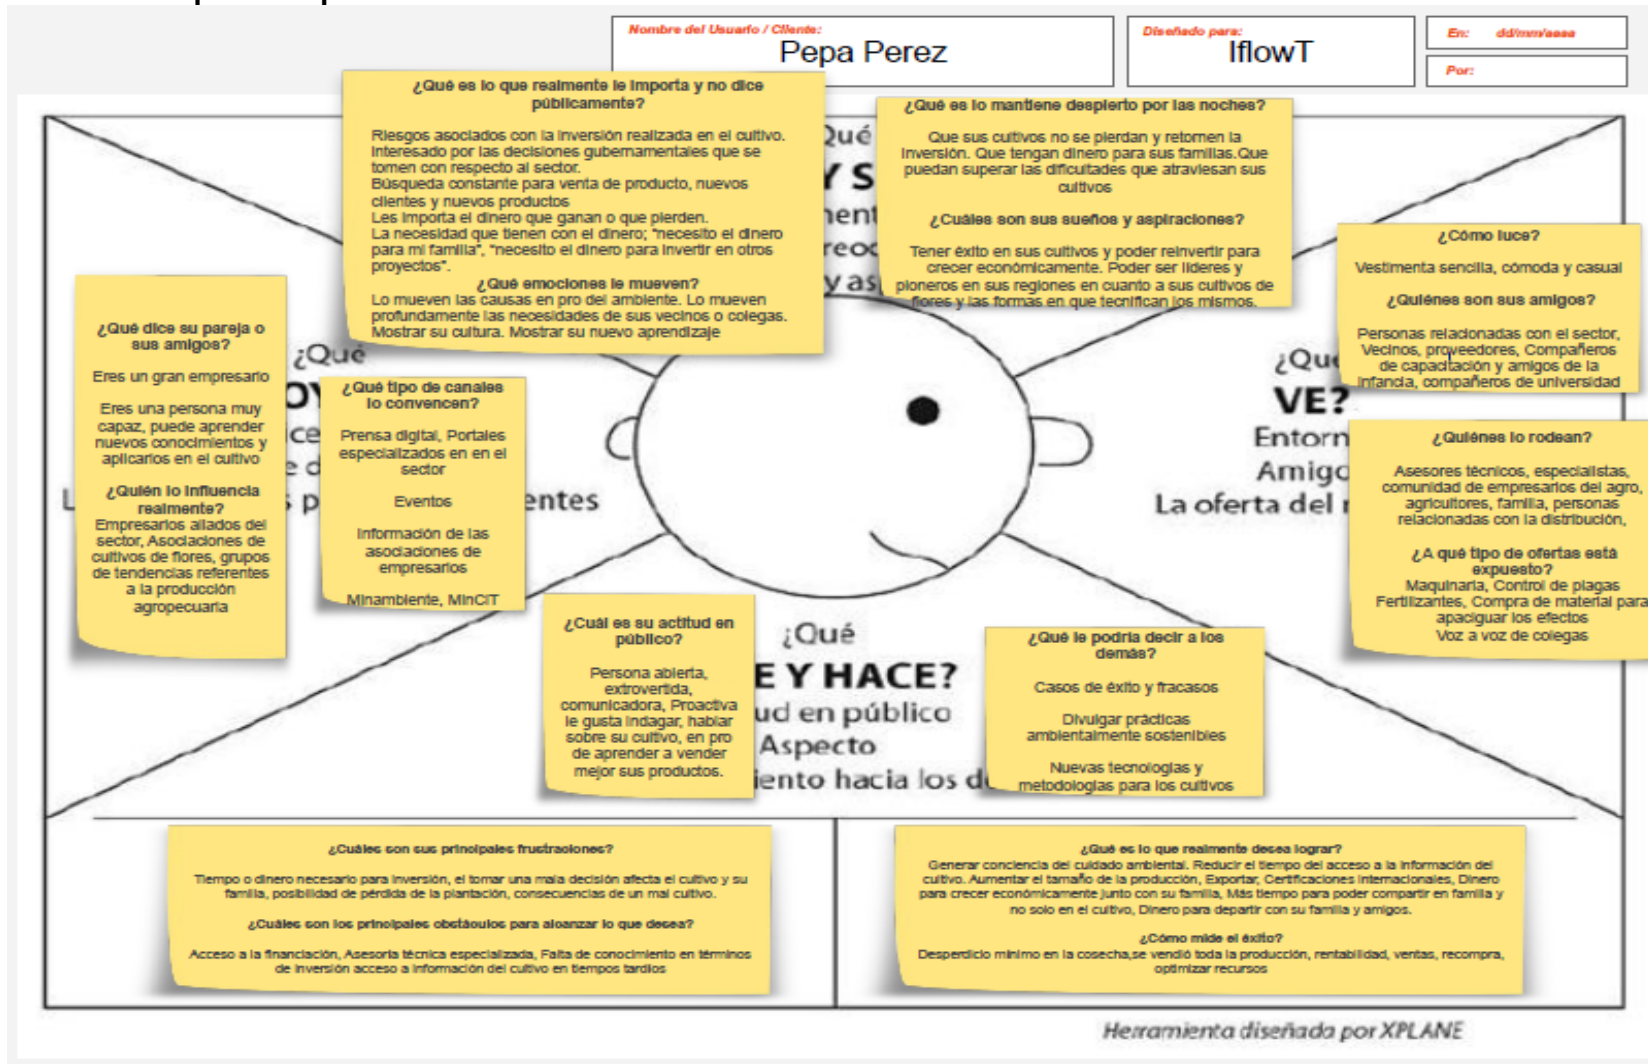 Nombre del Usuario / Cliente:
Pepa Perez
Diseñado para:
IflowT
En: dd/mm/aaaa
Por:
¿Qué es lo que realmente le importa y no dice
públicamente?
Riesgos asociados con la inversión realizada en el cultivo.
Interesado por las decisiones gubernamentales que se
tomen con respecto al sector.
Búsqueda constante para venta de producto, nuevos
clientes y nuevos productos
Les importa el dinero que ganan o que pierden.
La necesidad que tienen con el dinero; "necesito el dinero
para mi familia", "necesito el dinero para invertir en otros
proyectos".
¿Qué emociones le mueven?
Lo mueven las causas en pro del ambiente. Lo mueven
profundamente las necesidades de sus vecinos o colegas.
Mostrar su cultura. Mostrar su nuevo aprendizaje
¿Qué es lo mantiene despierto por las noches?
Que sus cultivos no se pierdan y retornen la
inversión. Que tengan dinero para sus familias.Que
puedan superar las dificultades que atraviesan sus
cultivos
¿Cuáles son sus sueños y aspiraciones?
Tener éxito en sus cultivos y poder reinvertir para
crecer económicamente. Poder ser líderes y
pioneros en sus regiones en cuanto a sus cultivos de
flores y las formas en que tecnifican los mismos.
Qué
Y S
y as
¿Qué dice su pareja o
sus amigos?
Eres un gran empresario
Eres una persona muy
capaz, puede aprender
nuevos conocimientos y
aplicarlos en el cultivo
¿Quién lo influencia
realmente?
Empresarios aliados del
sector, Asociaciones de
cultivos de flores, grupos
de tendencias referentes
a la producción
agropecuaria
¿Qué
¿Qué tipo de canales
lo convencen?
Prensa digital, Portales
especializados en en el
sector
Eventos
Información de las
asociaciones de
empresarios
Minambiente, MinCIT
entes
¿Cómo luce?
Vestimenta sencilla, cómoda y casual
¿Quiénes son sus amigos?
Personas relacionadas con el sector,
Vecinos, proveedores, Compañeros
de capacitación y amigos de la
infancia, compañeros de universidad
¿Qué
VE?
Entorn
Amigo
La oferta del
¿Quiénes lo rodean?
Asesores técnicos, especialistas,
comunidad de empresarios del agro,
agricultores, familia, personas
relacionadas con la distribución,
¿A qué tipo de ofertas está
expuesto?
Maquinaria, Control de plagas
Fertilizantes, Compra de material para
apaciguar los efectos
Voz a voz de colegas
¿Cuál es su actitud en
público?
Persona abierta,
extrovertida,
comunicadora, Proactiva
le gusta indagar, hablar
sobre su cultivo, en pro
de aprender a vender
mejor sus productos.
¿Qué
E Y HACE?
ud en público
Aspecto
iento hacia los de
¿Qué le podría decir a los
demás?
Casos de éxito y fracasos
Divulgar prácticas
ambientalmente sostenibles
Nuevas tecnologías y
metodologías para los cultivos
¿Cuáles son sus principales frustraciones?
Tiempo o dinero necesario para inversión, el tomar una mala decisión afecta el cultivo y su
familia, posibilidad de pérdida de la plantación, consecuencias de un mal cultivo.
¿Cuáles son los principales obstáculos para alcanzar lo que desea?
Acceso a la financiación, Asesoría técnica especializada, Falta de conocimiento en términos
de inversión acceso a información del cultivo en tiempos tardíos
¿Qué es lo que realmente desea lograr?
Generar conciencia del cuidado ambiental. Reducir el tiempo del acceso a la información del
cultivo. Aumentar el tamaño de la producción, Exportar, Certificaciones internacionales, Dinero
para crecer económicamente junto con su familia, Más tiempo para poder compartir en familia y
no solo en el cultivo, Dinero para departir con su familia y amigos.
¿Cómo mide el éxito?
Desperdicio mínimo en la cosecha,se vendió toda la producción, rentabilidad, ventas, recompra,
optimizar recursos
Herramienta diseñada por XPLANE